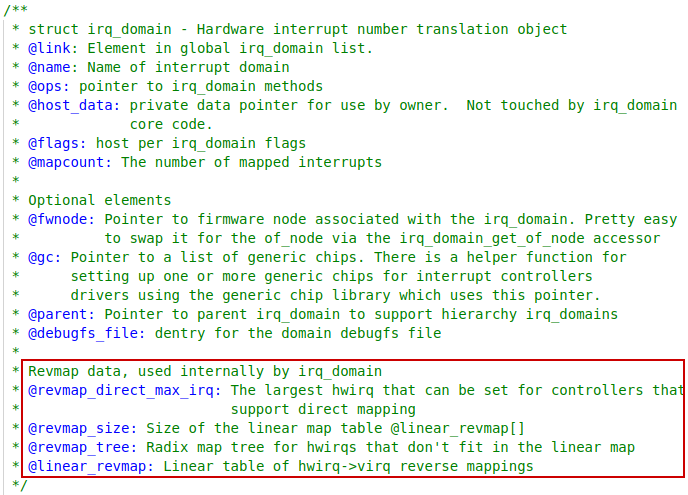 /**
 * struct irq_domain - Hardware interrupt number translation object
 * @link: Element in global irq_domain list.
 * @name: Name of interrupt domain
 * @ops: pointer to irq_domain methods
 * @host_data: private data pointer for use by owner.  Not touched by irq_domain
 *             core code.
 * @flags: host per irq_domain flags
 * @mapcount: The number of mapped interrupts
 *
 * Optional elements
 * @fwnode: Pointer to firmware node associated with the irq_domain. Pretty easy
 *          to swap it for the of_node via the irq_domain_get_of_node accessor
 * @gc: Pointer to a list of generic chips. There is a helper function for
 *      setting up one or more generic chips for interrupt controllers
 *      drivers using the generic chip library which uses this pointer.
 * @parent: Pointer to parent irq_domain to support hierarchy irq_domains
 * @debugfs_file: dentry for the domain debugfs file
 *
 * Revmap data, used internally by irq_domain
 * @revmap_direct_max_irq: The largest hwirq that can be set for controllers that
 *                         support direct mapping
 * @revmap_size: Size of the linear map table @linear_revmap[]
 * @revmap_tree: Radix map tree for hwirqs that don't fit in the linear map
 * @linear_revmap: Linear table of hwirq->virq reverse mappings
 */